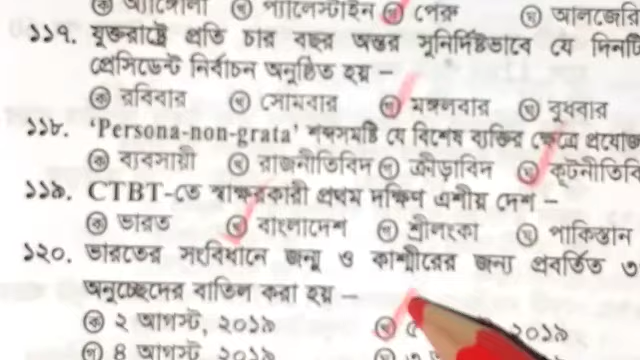 ⓖ প্যালেস্টাইন ⓖ পেরু ⓖ আলজেরি
১১৭. যুক্তরাষ্ট্রে প্রতি চার বছর অন্তর সুনির্দিষ্টভাবে যে দিনটি
প্রেসিডেন্ট নির্বাচন অনুষ্ঠিত হয় –
ⓚ রবিবার ⓚ সোমবার মঙ্গলবার ⓚ বুধবার
১১৮. 'Persona-non-grata' শব্দসমষ্টি যে বিশেষ ব্যক্তির ক্ষেত্রে প্রযোজ
ক ব্যবসায়ী খ রাজনীতিবিদ গ ক্রীড়াবিদ কূটনীতিবি
১১৯. CTBT-তে স্বাক্ষরকারী প্রথম দক্ষিণ এশীয় দেশ –
ক ভারত খ বাংলাদেশ গ শ্রীলংকা ঘ পাকিস্তান
১২০. ভারতের সংবিধানে জম্মু ও কাশ্মীরের জন্য প্রবর্তিত ৩
অনুচ্ছেদের বাতিল করা হয় –
ক ২ আগস্ট, ২০১৯ খ ৫ ২০১৯
গ ৪ আগস্ট ২০১৯